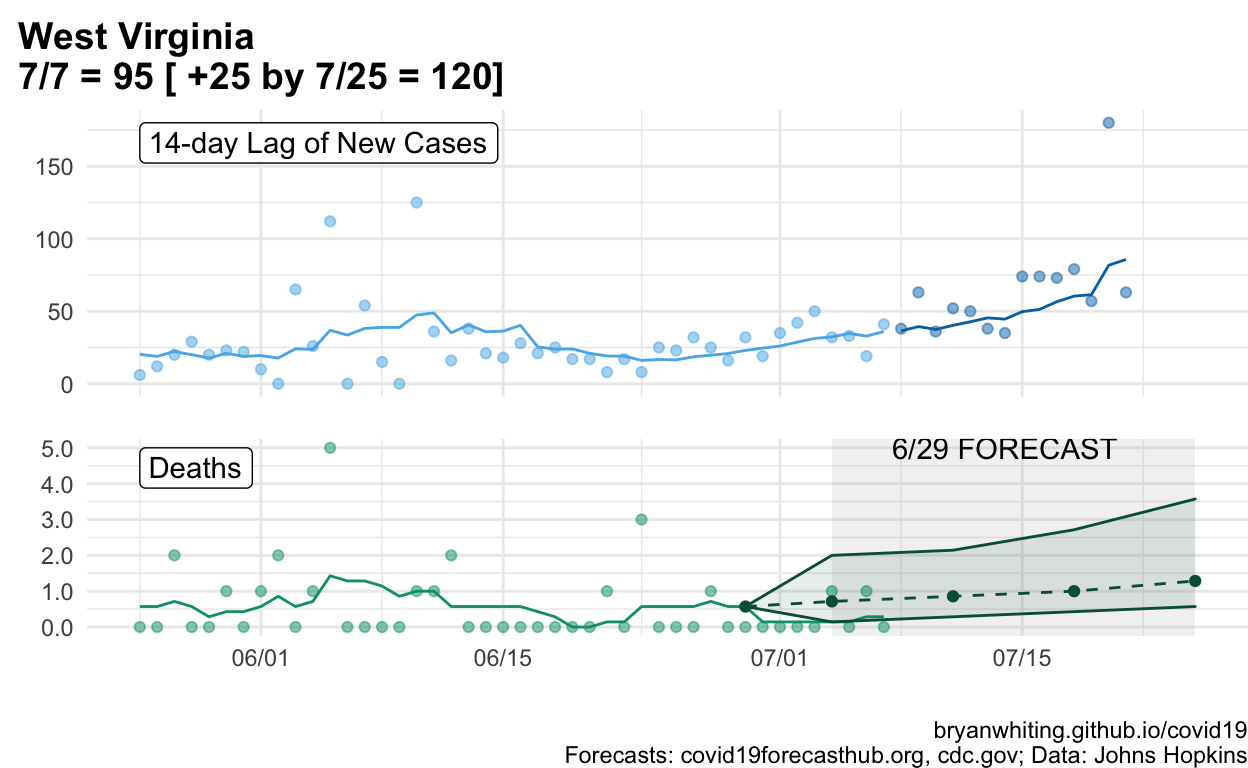 West Virginia
7/7 = 95 [ +25 by 7/25 = 120]
14-day Lag of New Cases
150
100
50
0
6/29 FORECAST
Deaths
5.0
4.0
3.0
2.0
1.0
0.0
06/01
06/15
07/01
07/15
bryanwhiting.github.io/covid19
Forecasts: covid19forecasthub.org, cdc.gov; Data: Johns Hopkins